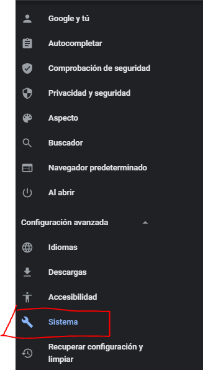 Google y tú
Autocompletar
Comprobación de seguridad
Privacidad y seguridad
Aspecto
Buscador
Navegador predeterminado
Al abrir
Configuración avanzada
Idiomas
Descargas
Accesibilidad
Sistema
Recuperar configuración y
limpiar